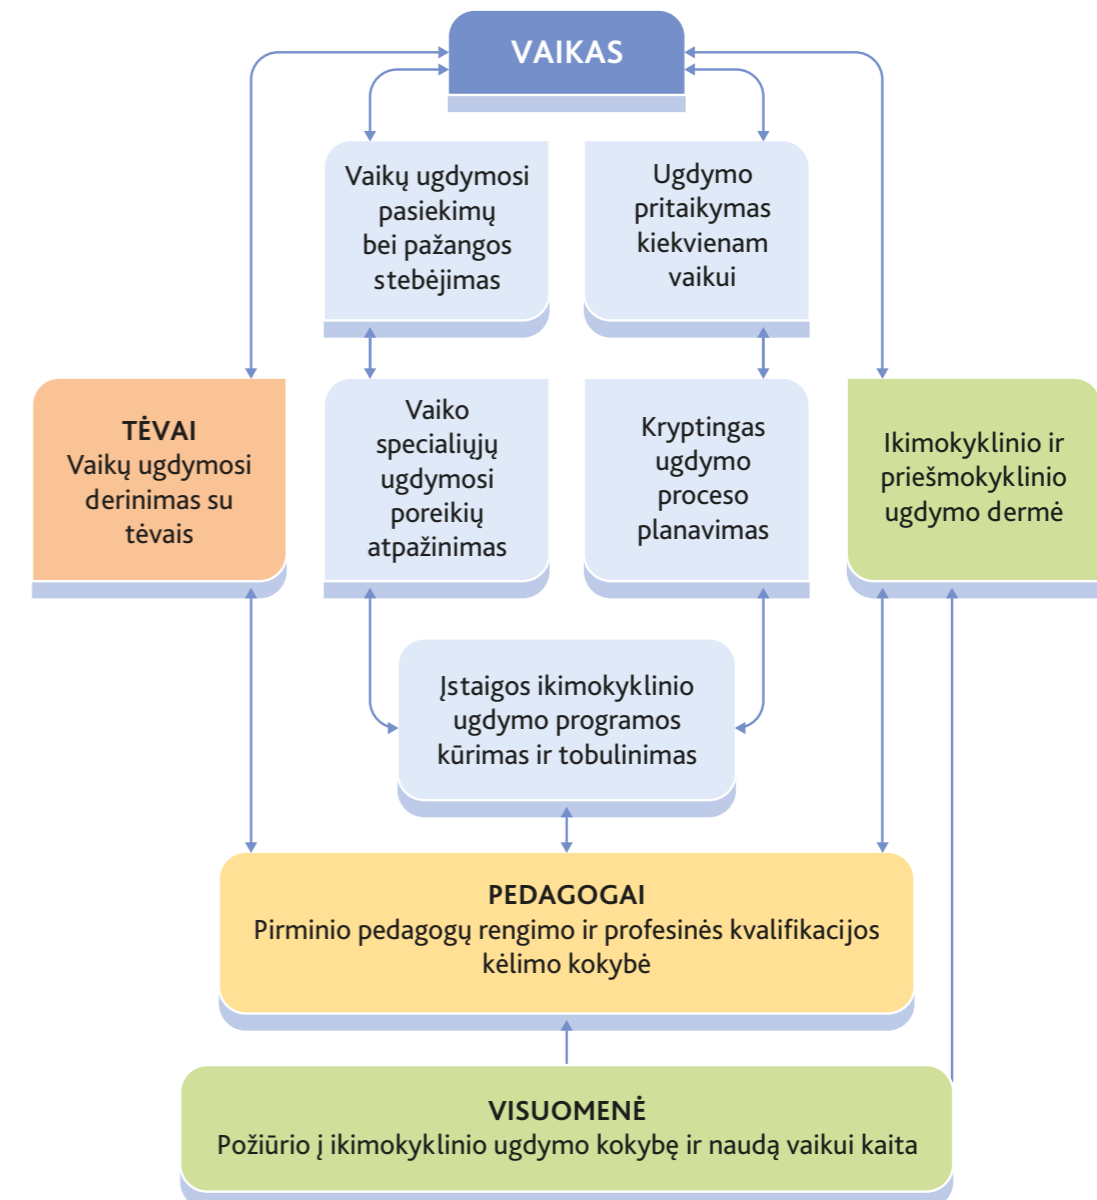 VAIKAS
Vaikų ugdymosi
pasiekimų
bei pažangos
stebėjimas
Ugdymo
pritaikymas
kiekvienam
vaikui
TĖVAI
Vaikų ugdymosi
derinimas su
tėvais
Vaiko
specialiųjų
ugdymosi
poreikių
atpažinimas
Kryptingas
ugdymo
proceso
planavimas
Ikimokyklinio ir
priešmokyklinio
ugdymo dermė
Įstaigos ikimokyklinio
ugdymo programos
kūrimas ir tobulinimas
PEDAGOGAI
Pirminio pedagogų rengimo ir profesinės kvalifikacijos
kėlimo kokybė
VISUOMENĖ
Požiūrio į ikimokyklinio ugdymo kokybę ir naudą vaikui kaita